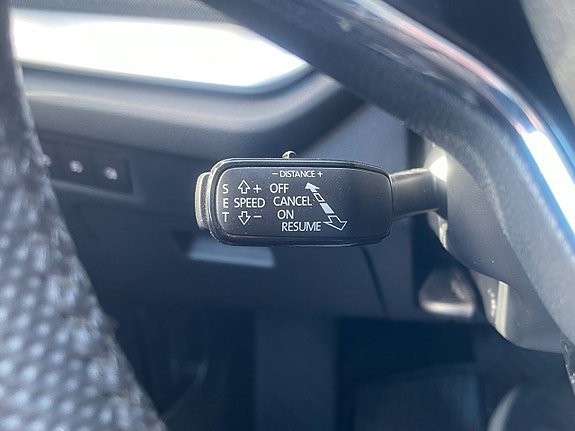 - DISTANCE +
S + OFF
E SPEED CANCEL
T - ON
RESUME